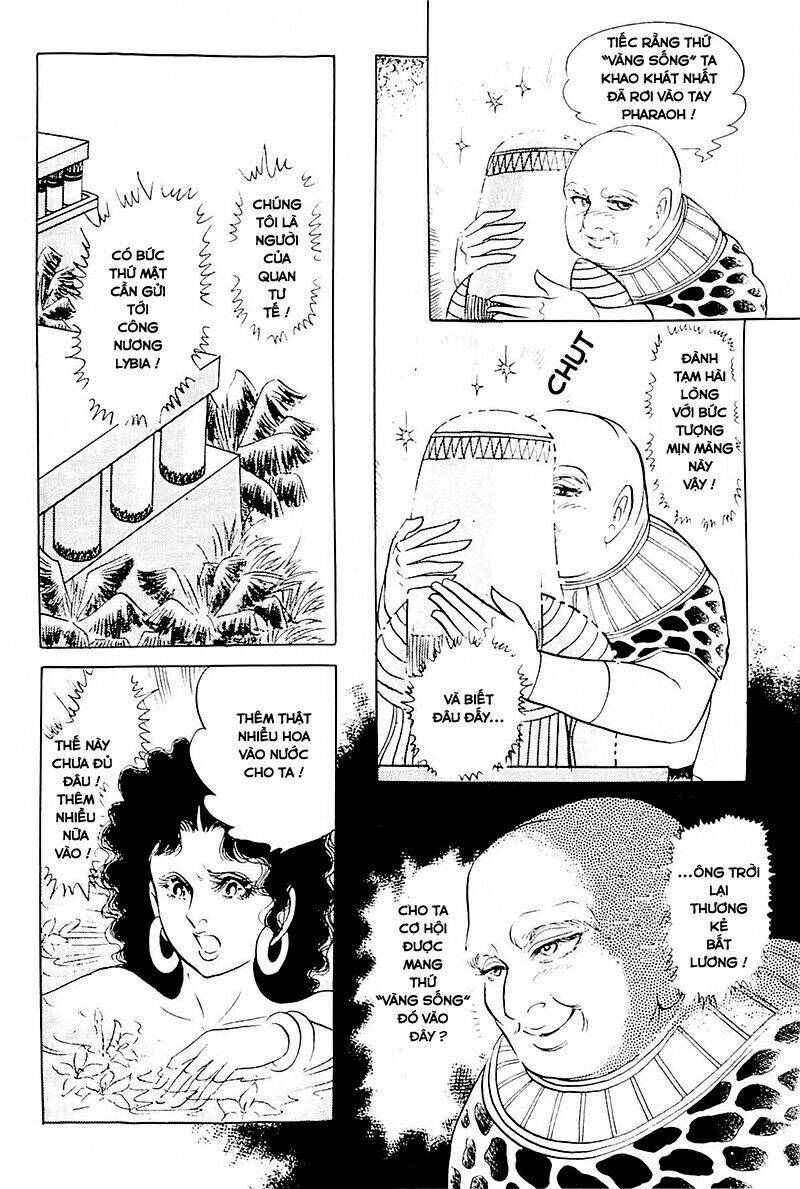 TIẾC RẰNG THỨ
"VÀNG SỐNG" TA
KHAO KHÁT NHẤT
ĐÃ RƠI VÀO TAY
PHARAOH !
CHỤT
ĐÀNH
TẠM HÀI
LÒNG
VỚI BỨC
TƯỢNG
MỊN MÀNG
NÀY
VẬY !
VÀ BIẾT
ĐÂU ĐẤY...
...ÔNG TRỜI
LẠI
THƯƠNG
KẺ
BẤT
LƯƠNG !
CHO TA
CƠ HỘI
ĐƯỢC
MANG
THỨ
"VÀNG SỐNG"
ĐÓ VÀO
ĐÂY ?
CHÚNG
TÔI LÀ
NGƯỜI
CỦA
QUAN
TƯ
TẾ !
CÓ BỨC
THƯ MẬT
CẦN GỬI
TỚI
CÔNG
NƯƠNG
LYBIA !
THÊM THẬT
NHIỀU HOA
VÀO NƯỚC
CHO TA !
THẾ NÀY
CHƯA ĐỦ
ĐÂU !
THÊM
NHIỀU
NỮA
VÀO !